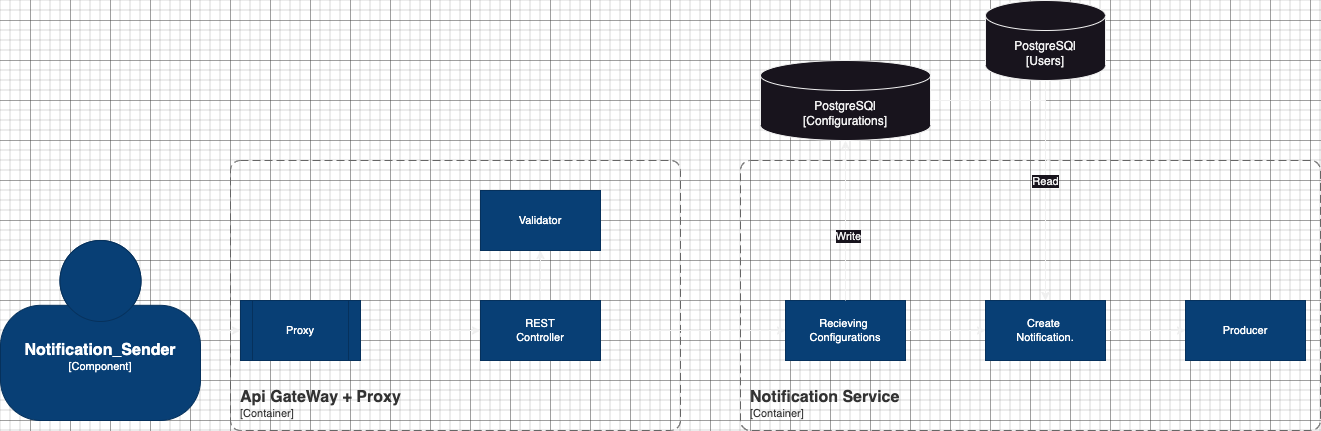 PostgreSQl
[Users]
PostgreSQl
[Configurations]
Read
Validator
Write
Notification_Sender
[Component]
Proxy
REST
Controller
Recieving
Configurations
Create
Notification.
Producer
Api GateWay + Proxy
[Container]
Notification Service
[Container]